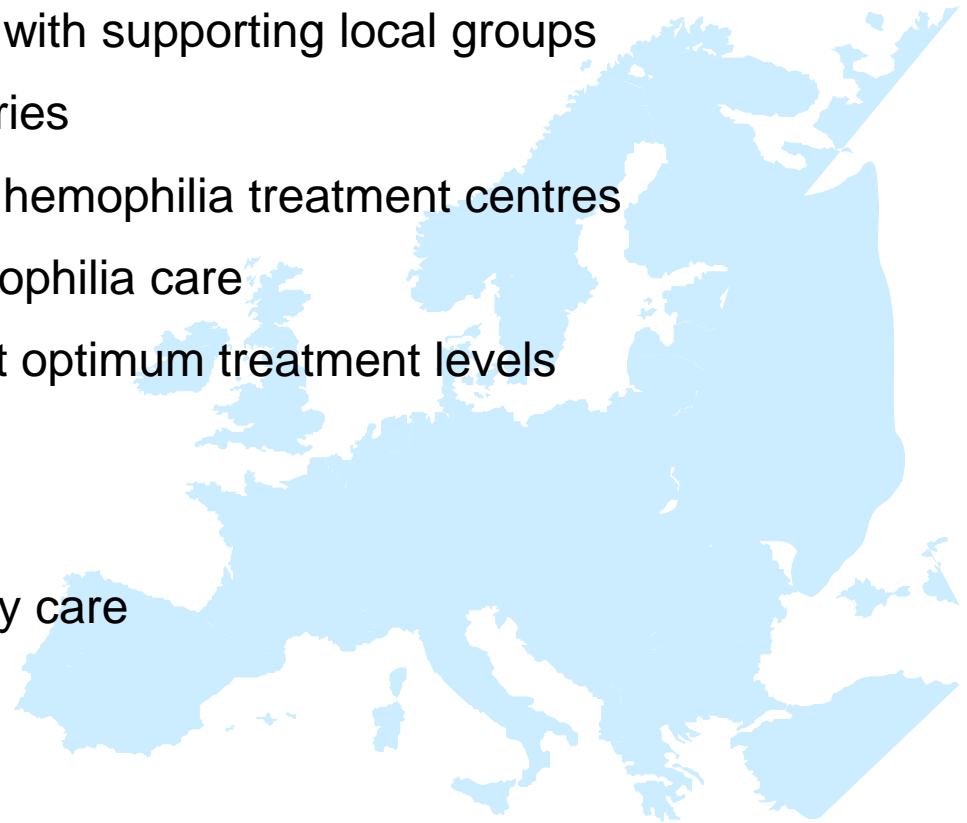 with supporting local groups
ries
hemophilia treatment centres
ophilia care
t optimum treatment levels
y care